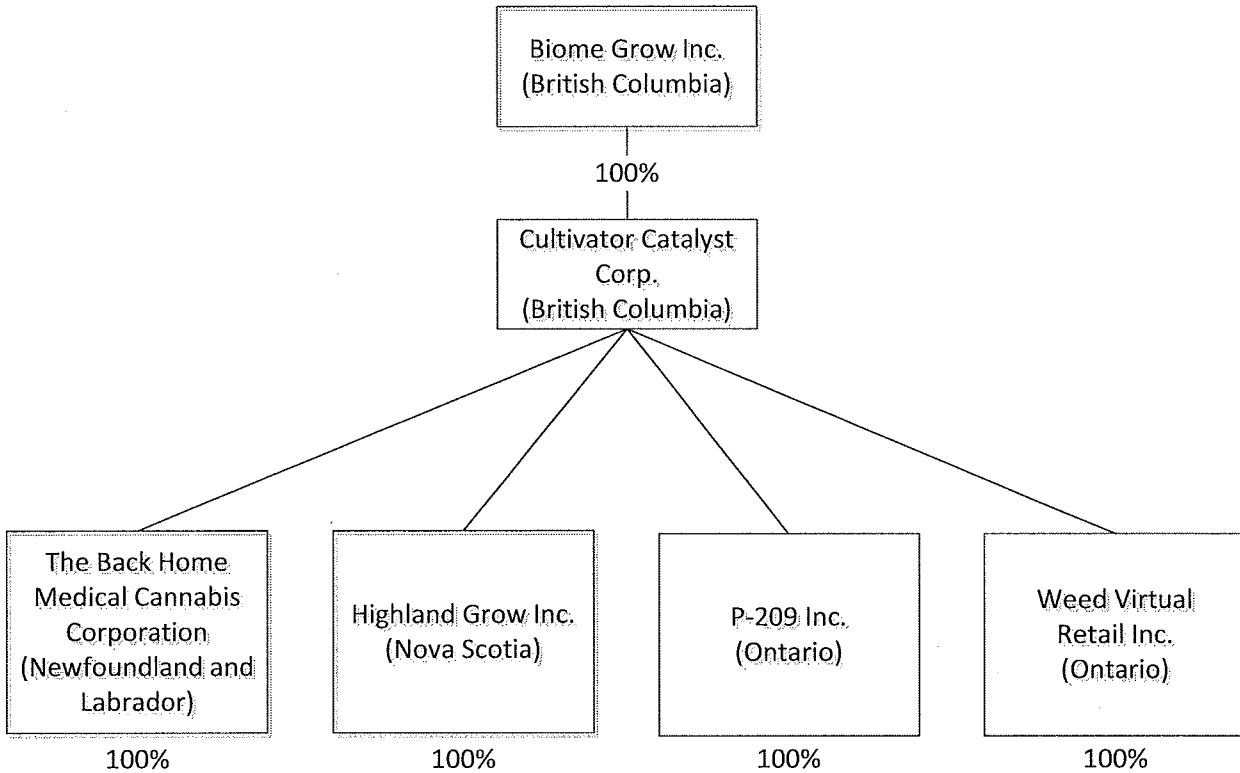 Biome Grow Inc.
(British Columbia)
100%
Cultivator Catalyst
Corp.
(British Columbia)
The Back Home
Medical Cannabis
Corporation
(Newfoundland and
Labrador)
100%
Highland Grow Inc.
(Nova Scotia)
100%
P-209 Inc.
(Ontario)
100%
Weed Virtual
Retail Inc.
(Ontario)
100%